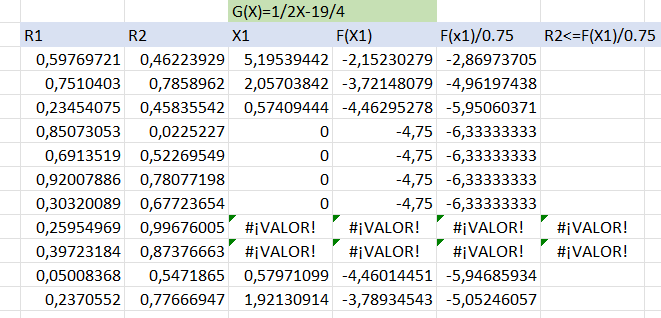 G(X)=1/2X-19/4
R1 R2 X1 F(X1) F(x1)/0.75 R2<=F(X1)/0.75
0,59769721 0,46223929 5,19539442 -2,15230279 -2,86973705
0,7510403 0,7858962 2,05703842 -3,72148079 -4,96197438
0,23454075 0,45835542 0,57409444 -4,46295278 -5,95060371
0,85073053 0,0225227 0 -4,75 -6,33333333
0,6913519 0,52269549 0 -4,75 -6,33333333
0,92007886 0,78077198 0 -4,75 -6,33333333
0,30320089 0,67723654 0 -4,75 -6,33333333
0,25954969 0,99676005 #¡VALOR! #¡VALOR! #¡VALOR! #¡VALOR!
0,39723184 0,87376663 #¡VALOR! #¡VALOR! #¡VALOR! #¡VALOR!
0,05008368 0,5471865 0,57971099 -4,46014451 -5,94685934
0,2370552 0,77666947 1,92130914 -3,78934543 -5,05246057